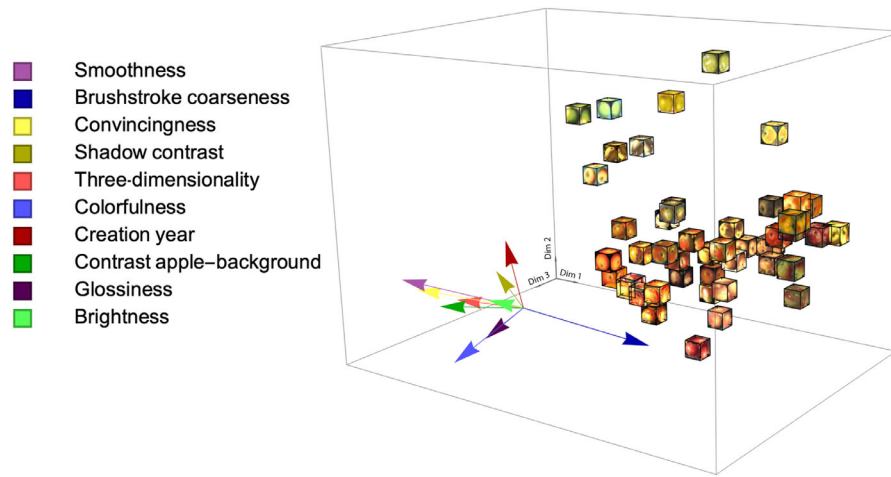 Smoothness
Brushstroke coarseness
Convincingness
Shadow contrast
Three-dimensionality
Colorfulness
Creation year
Contrast apple–background
Glossiness
Brightness
Dim 2
Dim 3
Dim 1